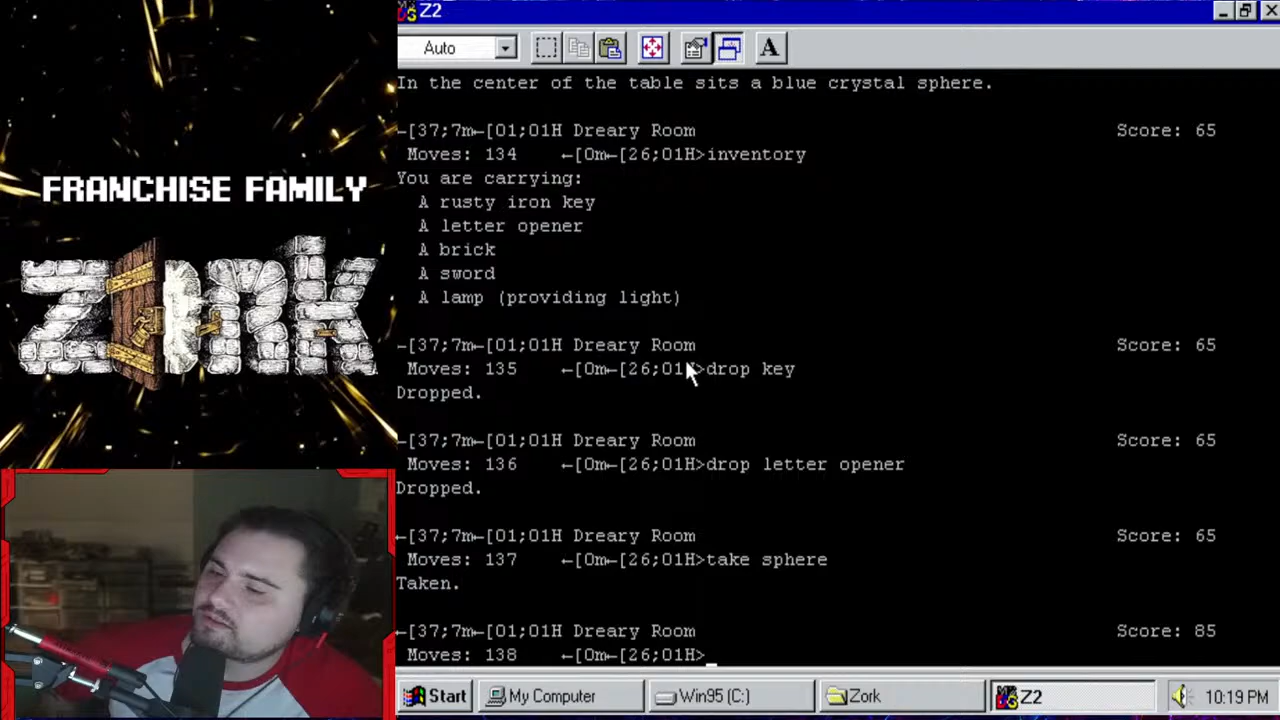 Z2
Auto
A
In the center of the table sits a blue crystal sphere.
←[37;7m←[01;01H Dreary Room Score: 65
Moves: 134 ←[0m←[26;01H>inventory
You are carrying:
A rusty iron key
A letter opener
A brick
A sword
A lamp (providing light)
←[37;7m←[01;01H Dreary Room Score: 65
Moves: 135 ←[0m←[26;01H>drop key
Dropped.
←[37;7m←[01;01H Dreary Room Score: 65
Moves: 136 ←[0m←[26;01H>drop letter opener
Dropped.
←[37;7m←[01;01H Dreary Room Score: 65
Moves: 137 ←[0m←[26;01H>take sphere
Taken.
←[37;7m←[01;01H Dreary Room Score: 85
Moves: 138 ←[0m←[26;01H>
FRANCHISE FAMILY
ZORK
Start My Computer Win95 (C:) Zork Z2 10:19 PM